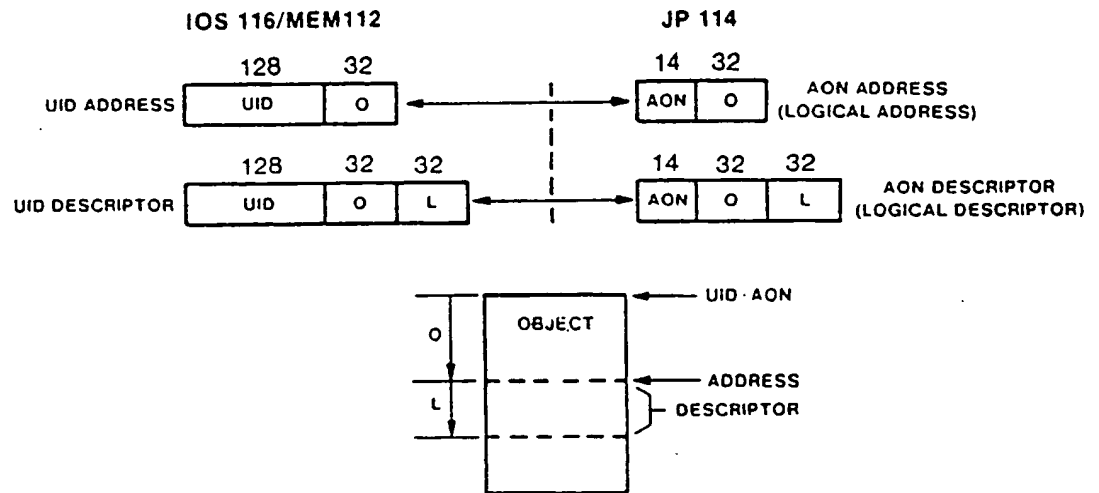 IOS 116/MEM112
JP 114
128 32
14 32
UID ADDRESS
UID O
AON O
AON ADDRESS
(LOGICAL ADDRESS)
128 32 32
14 32 32
UID DESCRIPTOR
UID O L
AON O L
AON DESCRIPTOR
(LOGICAL DESCRIPTOR)
UID·AON
OBJECT
O
ADDRESS
L
DESCRIPTOR